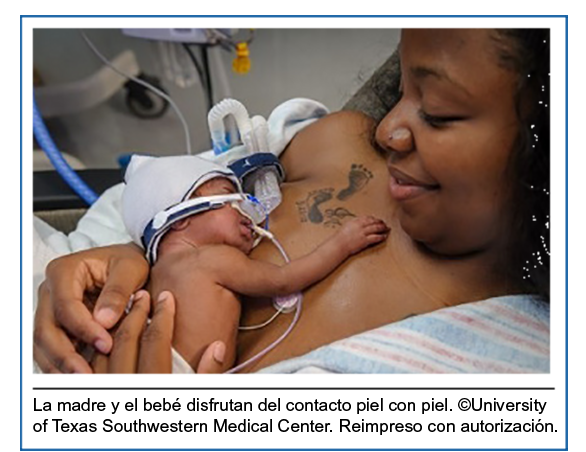 La madre y el bebé disfrutan del contacto piel con piel. ©University
of Texas Southwestern Medical Center. Reimpreso con autorización.